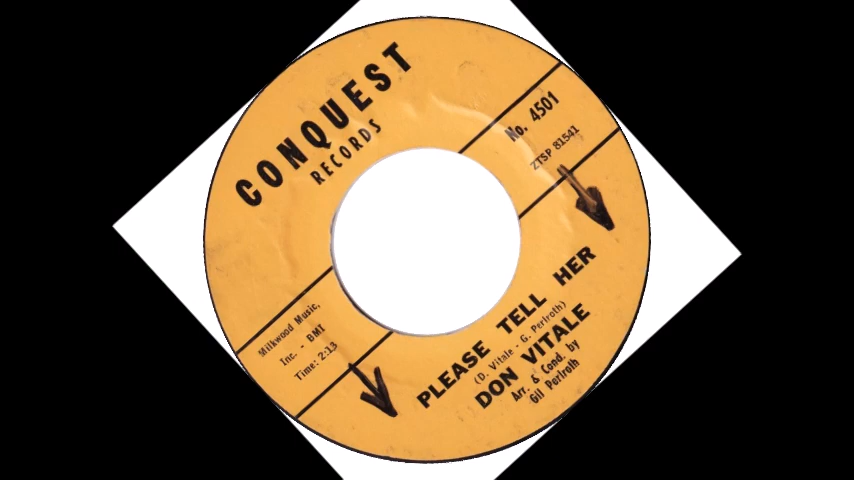 CONQUEST
RECORDS
No. 4501
ZTSP 81541
Milkwood Music,
Inc. - BMI
Time: 2:13
PLEASE TELL HER
(D. Vitale - G. Perlroth)
DON VITALE
Arr. & Cond. by
Gil Perlroth